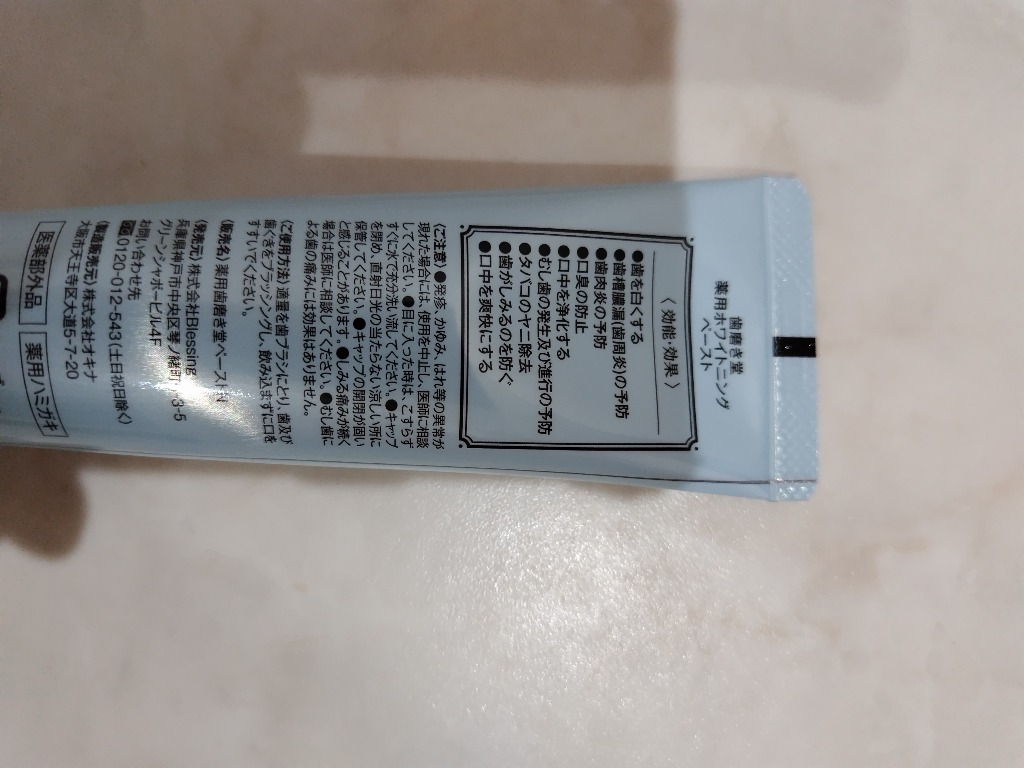 歯磨き堂
薬用ホワイトニング
ペースト
〈効能・効果〉
●歯を白くする
●歯槽膿漏(歯周炎)の予防
●歯肉炎の予防
●口臭の防止
●口中を浄化する
●むし歯の発生及び進行の予防
●タバコのヤニ除去
●歯がしみるのを防ぐ
●口中を爽快にする
〈ご注意〉●発疹、かゆみ、はれ等の異常が
現れた場合には、使用を中止し、医師に相談
してください。●目に入った時は、こすらず
すぐに水で充分洗い流してください。●キャップ
を閉め、直射日光の当たらない涼しい所に
保管してください。●キャップの開閉が固い
と感じることがあります。●しみる痛みが続く
場合は医師に相談してください。●むし歯に
よる歯の痛みには効果はありません。
〈ご使用方法〉適量を歯ブラシにとり、歯及び
歯ぐきをブラッシングし、飲み込まずに口を
すすいでください。
〈販売名〉薬用歯磨き堂ペースト
〈発売元〉株式会社Blessing
兵庫県神戸市中央区琴ノ緒町 -3-5
グリーンシャポービル4F
お問い合わせ先
0120-012-543(土日祝日除く)
〈製造販売元〉株式会社オキナ
大阪市天王寺区大道5-7-20
医薬部外品
薬用ハミガキ